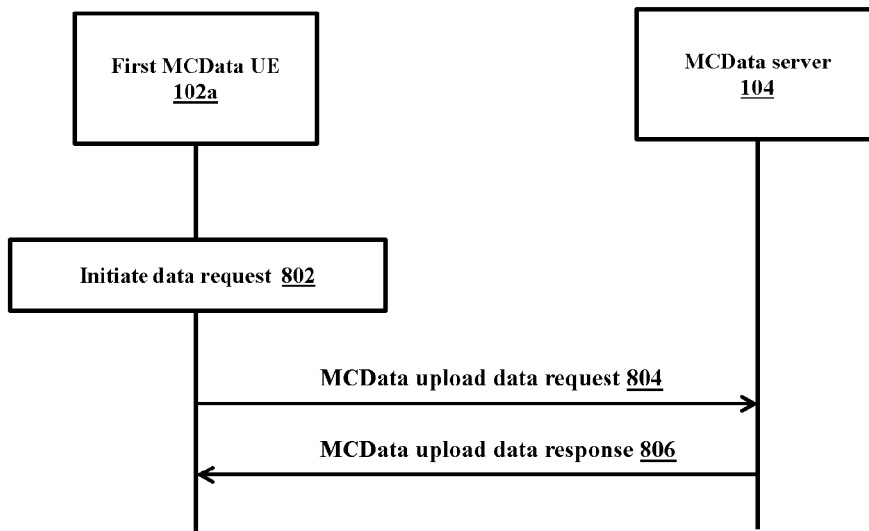 First MCData UE
102a
MCData server
104
Initiate data request 802
MCData upload data request 804
MCData upload data response 806